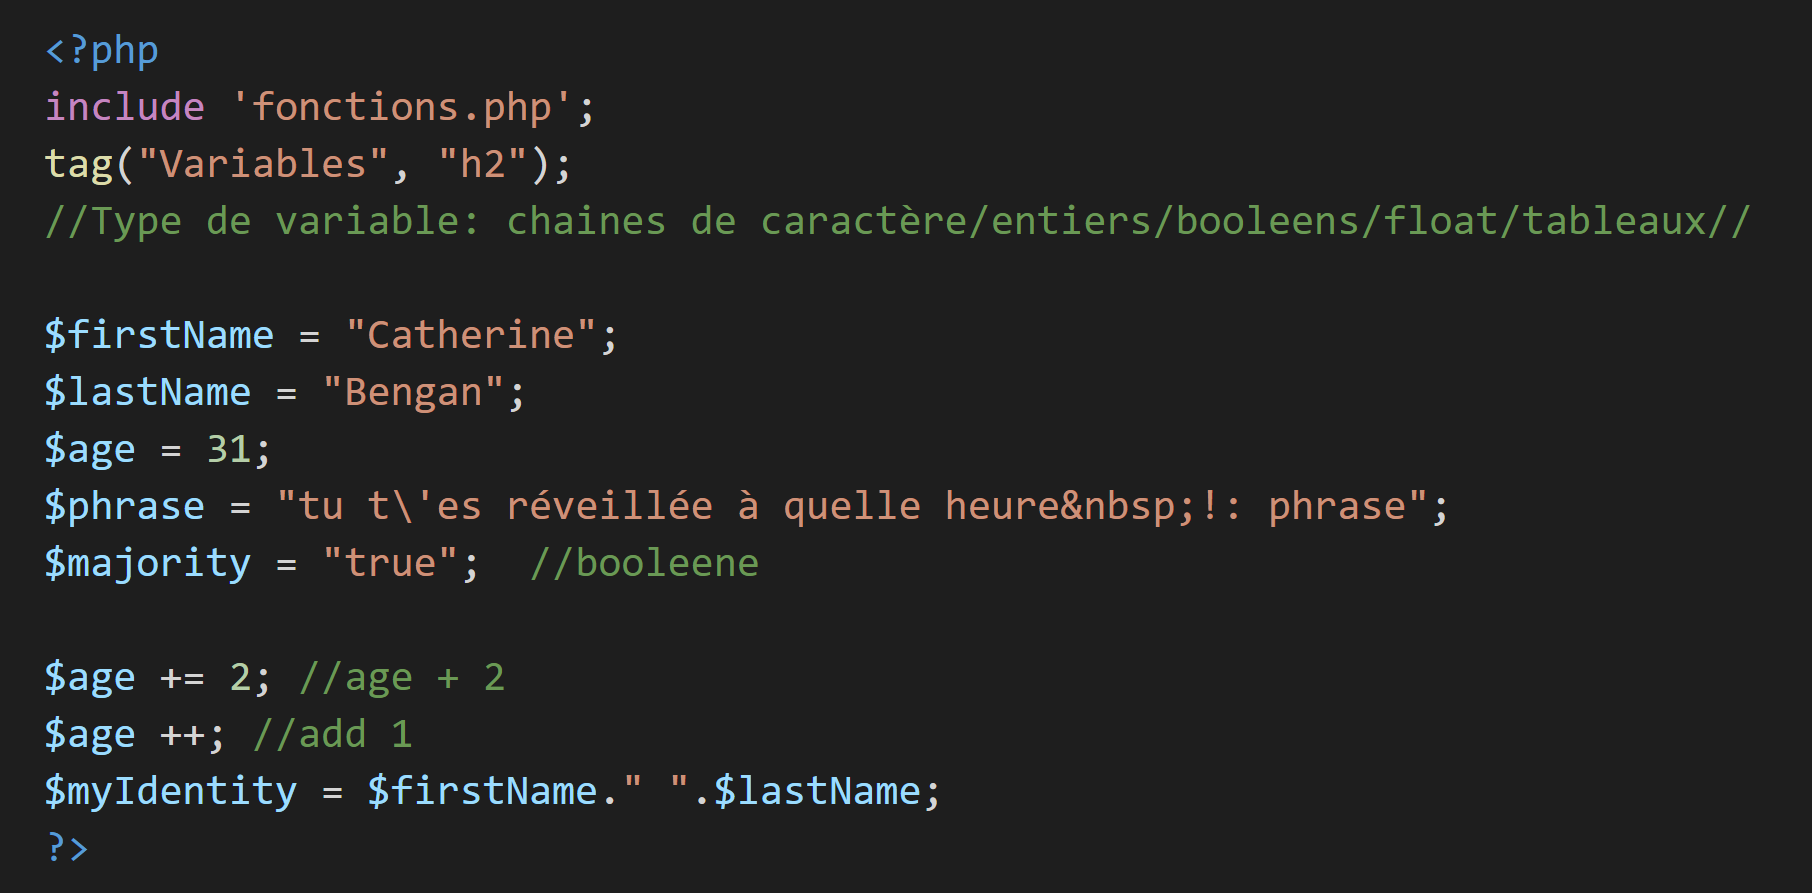 <?php
include 'fonctions.php';
tag("Variables", "h2");
//Type de variable: chaines de caractère/entiers/booleens/float/tableaux//
$firstName = "Catherine";
$lastName = "Bengan";
$age = 31;
$phrase = "tu t\'es réveillée à quelle heure&nbsp;!: phrase";
$majority = "true";  //booleene
$age += 2; //age + 2
$age ++; //add 1
$myIdentity = $firstName." ".$lastName;
?>